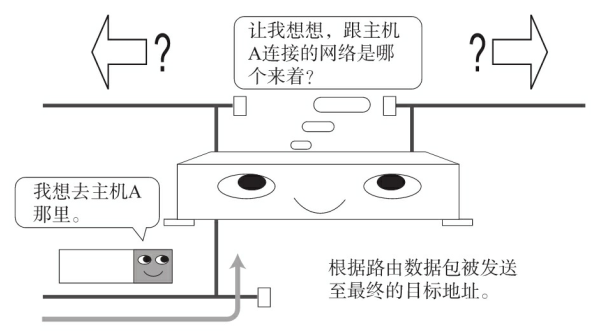 ?
让我想想，跟主机
A连接的网络是哪
个来着？
?
我想去主机A
那里。
根据路由数据包被发送
至最终的目标地址。